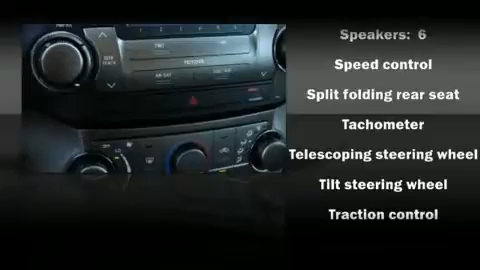 Speakers: 6
Speed control
Split folding rear seat
Tachometer
Telescoping steering wheel
Tilt steering wheel
Traction control